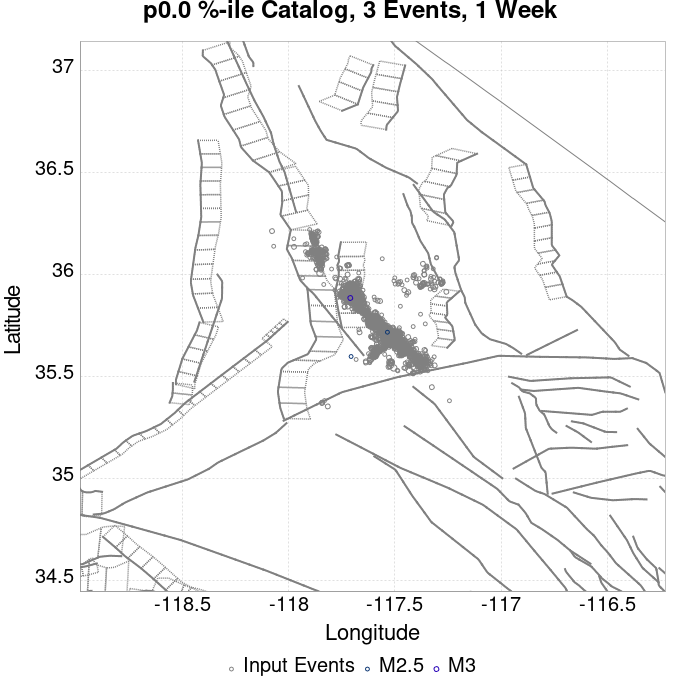 p0.0 %-ile Catalog, 3 Events, 1 Week
37
36.5
36
35.5
35
34.5
Latitude
-118.5 -118 -117.5 -117 -116.5
Longitude
Input Events M2.5 M3